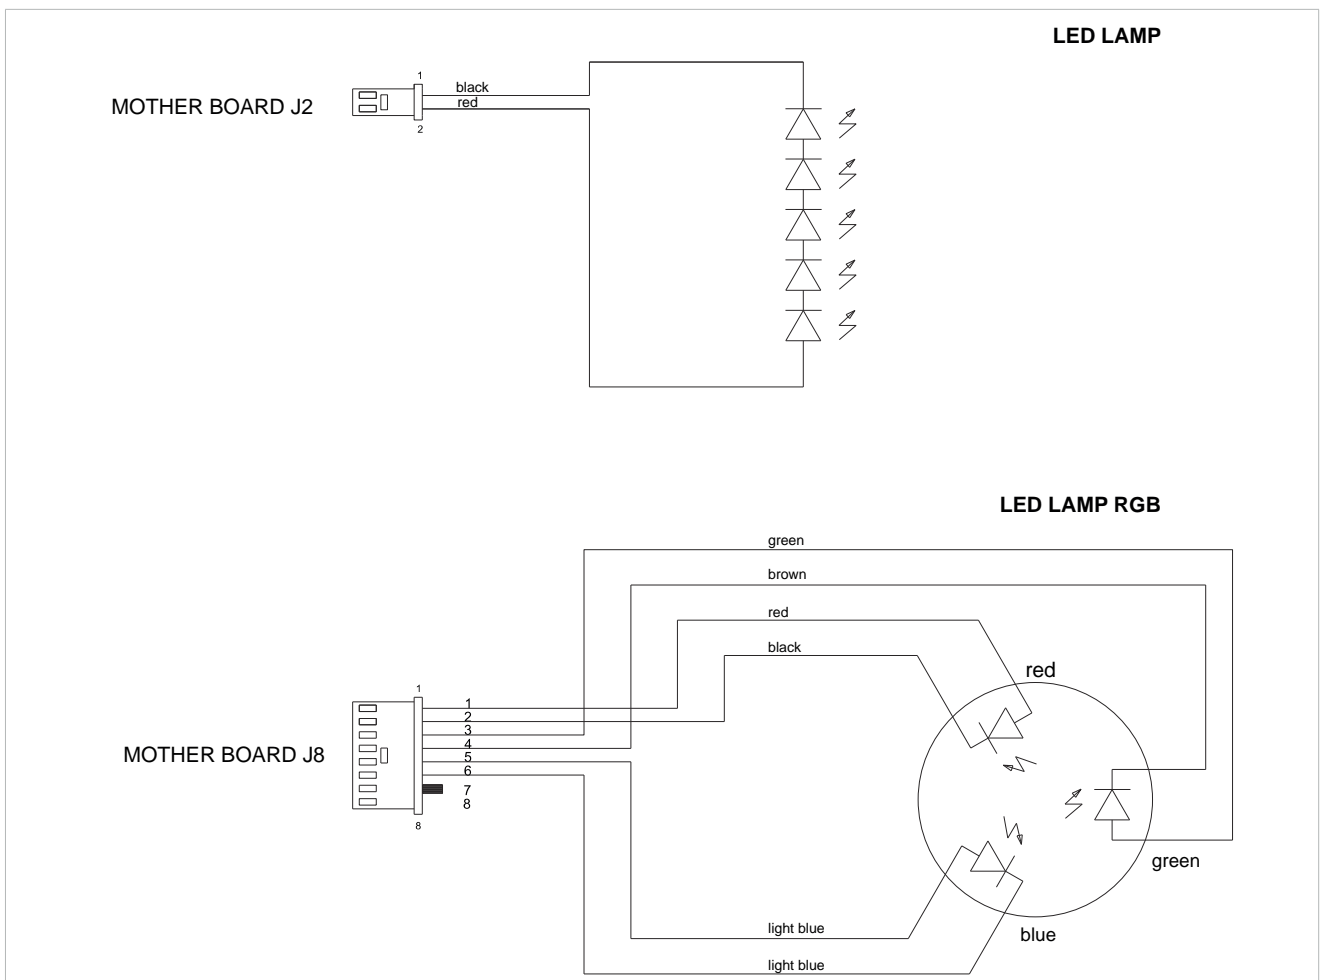 LED LAMP
1
black
red
MOTHER BOARD J2
2
LED LAMP RGB
green
brown
red
black
red
1
1
2
3
4
MOTHER BOARD J8
5
6
7
8
8
green
light blue
blue
light blue